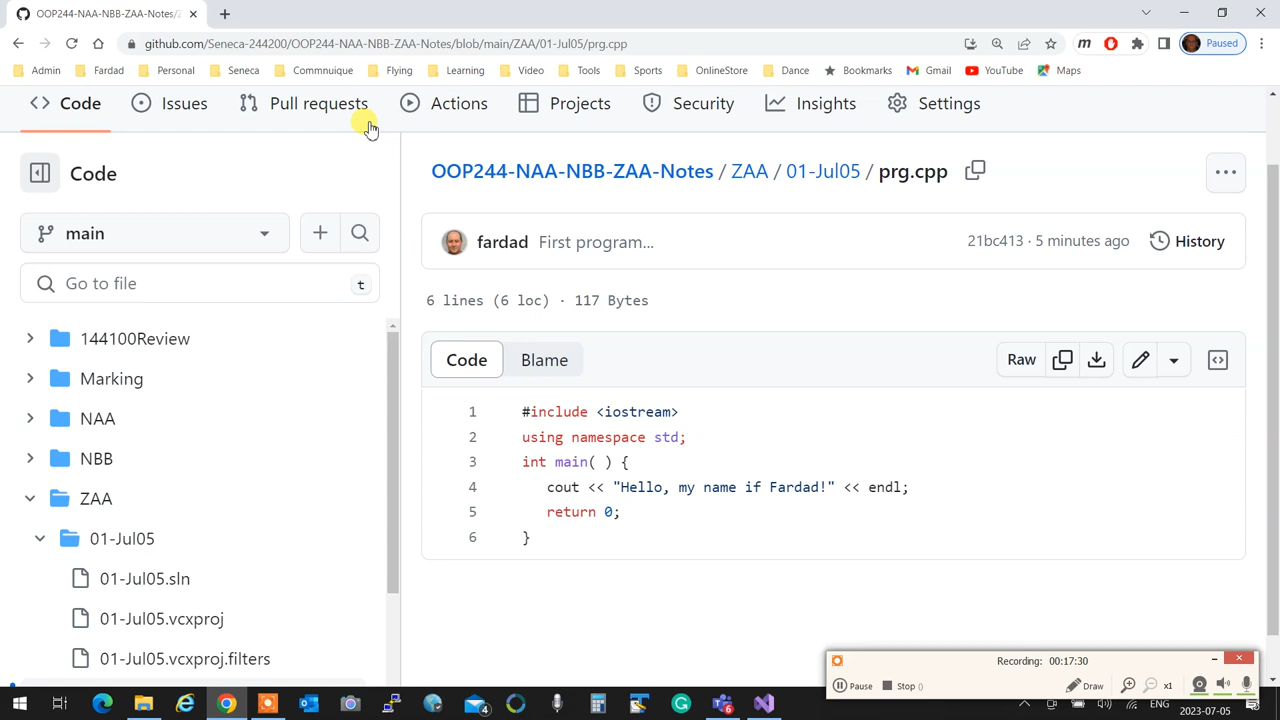 OOP244-NAA-NBB-ZAA-Notes/Z
github.com/Seneca-244200/OOP244-NAA-NBB-ZAA-Notes/blob/main/ZAA/01-Jul05/prg.cpp
Paused
Admin Fardad Personal Seneca Commnuique Flying Learning Vids Tools Sports OnlineStore Dance Bookmarks Gmail YouTube Maps
Code Issues Pull requests Actions Projects Security Insights Settings
Code
OOP244-NAA-NBB-ZAA-Notes / ZAA / 01-Jul05 / prg.cpp
main
fardad First program... 21bc413 · 5 minutes ago History
Go to file t
6 lines (6 loc) · 117 Bytes
144100Review
Marking
NAA
NBB
ZAA
01-Jul05
01-Jul05.sln
01-Jul05.vcxproj
01-Jul05.vcxproj.filters
Code Blame Raw
1 #include <iostream>
2 using namespace std;
3 int main( ) {
4 cout << "Hello, my name if Fardad!" << endl;
5 return 0;
6 }
Recording: 00:17:30
Pause Stop () Draw x1
4
6
ENG
2023-07-05